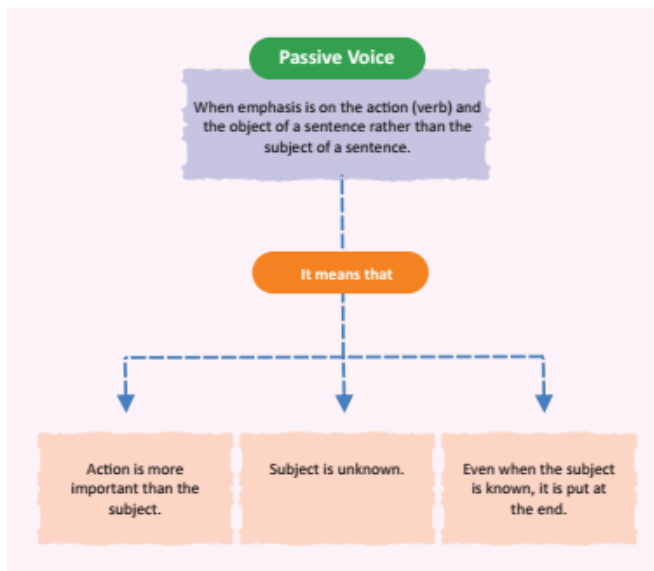 Passive Voice
When emphasis is on the action (verb) and
the object of a sentence rather than the
subject of a sentence.
It means that
Action is more
important than the
subject.
Subject is unknown.
Even when the subject
is known, it is put at
the end.